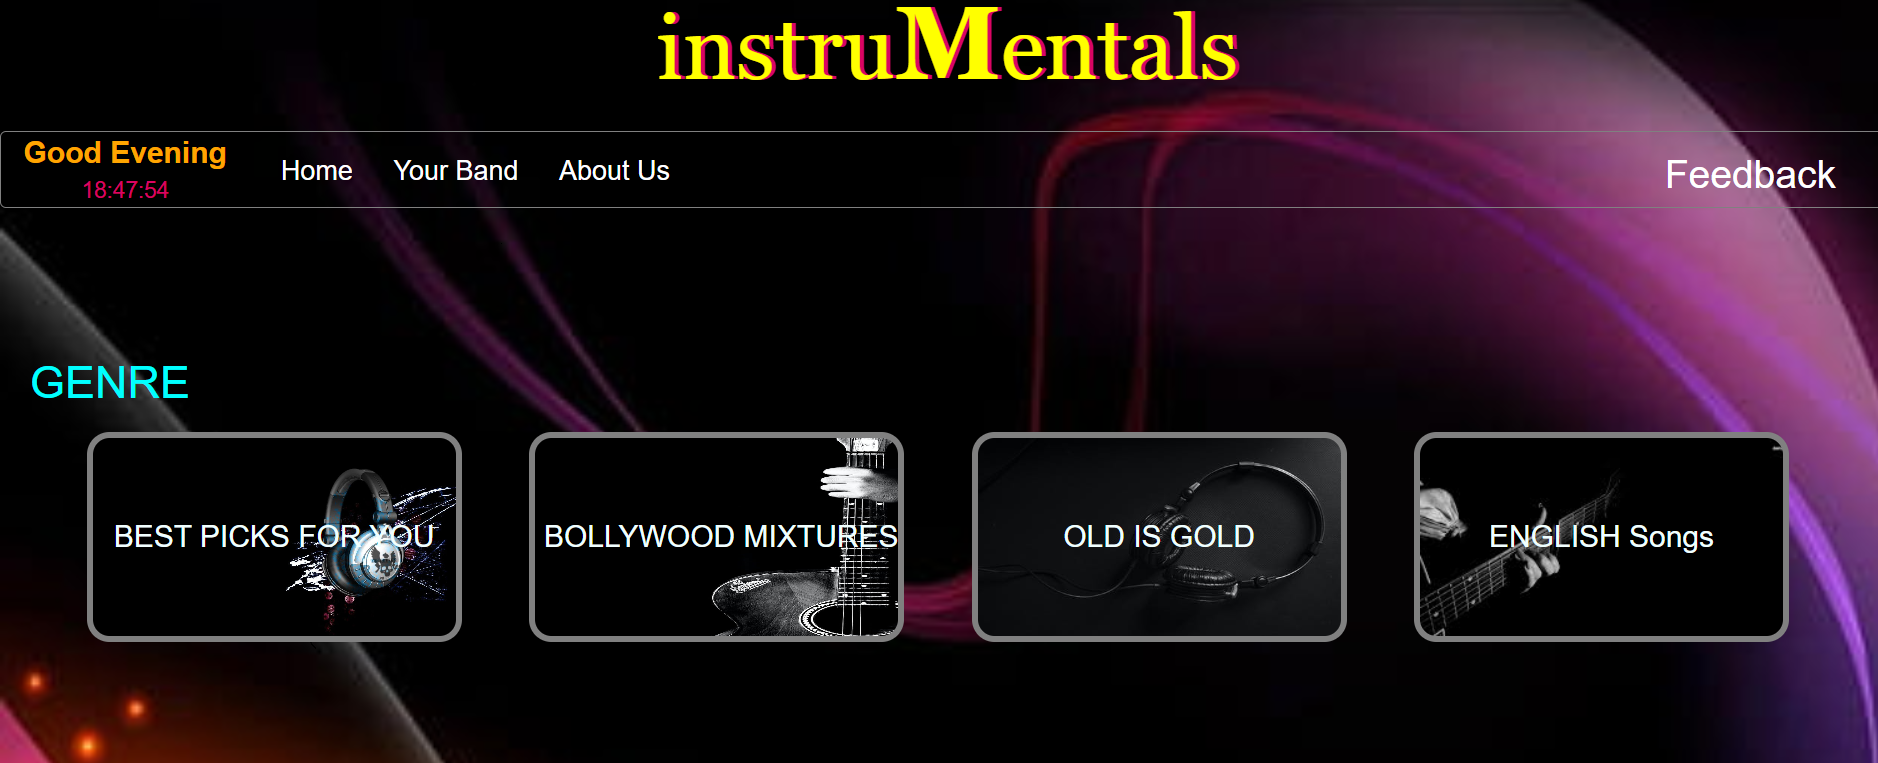 instruMentals
Good Evening
18:47:54
Home
Your Band
About Us
Feedback
GENRE
BEST PICKS FOR YOU
BOLLYWOOD MIXTURES
OLD IS GOLD
ENGLISH Songs